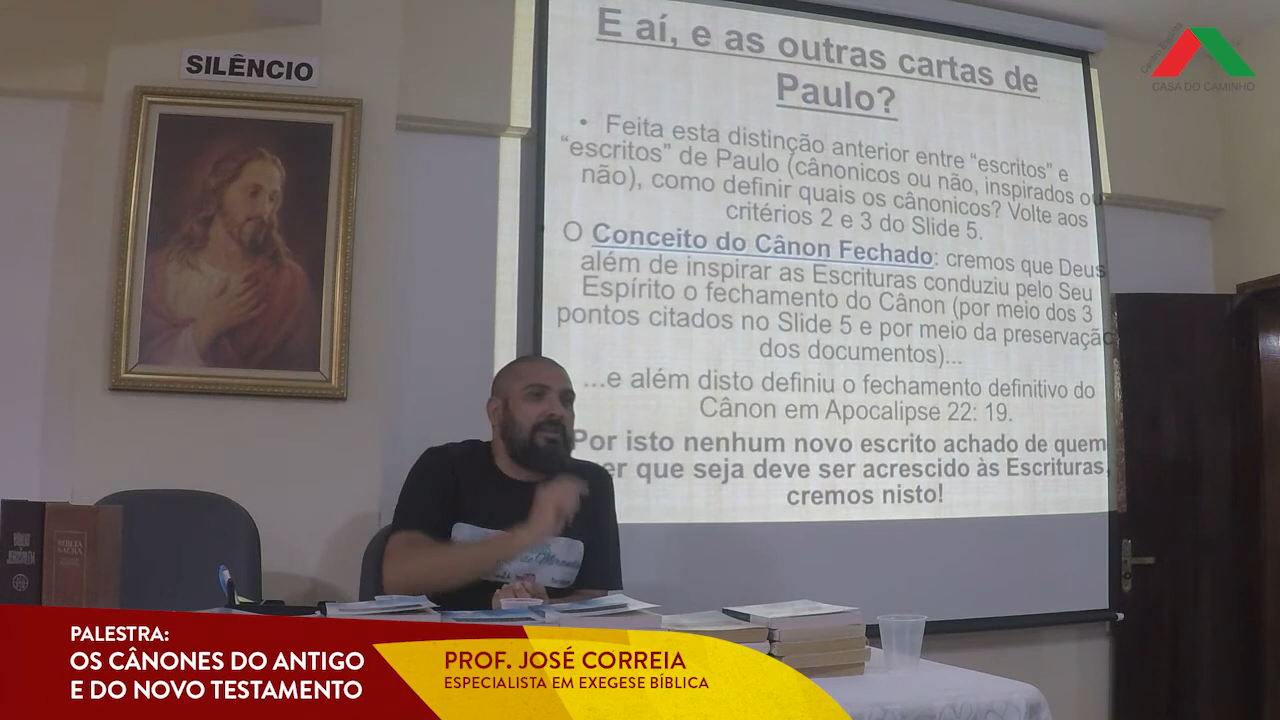 SILÊNCIO
E aí, e as outras cartas de
Paulo?
• Feita esta distinção anterior entre “escritos” e
“escritos” de Paulo (cânonicos ou não, inspirados ou
não), como definir quais os cânonicos? Volte aos
critérios 2 e 3 do Slide 5.
O Conceito do Cânon Fechado: cremos que Deus
além de inspirar as Escrituras conduziu pelo Seu
Espírito o fechamento do Cânon (por meio dos 3
pontos citados no Slide 5 e por meio da preservação
dos documentos)...
...e além disto definiu o fechamento definitivo do
Cânon em Apocalipse 22: 19.
Por isto nenhum novo escrito achado de quem
er que seja deve ser acrescido às Escrituras,
cremos nisto!
CASA DO CAMINHO
BÍBLIA
JERUSALÉM
BÍBLIA
SACRA
PALESTRA:
OS CÂNONES DO ANTIGO
E DO NOVO TESTAMENTO
PROF. JOSÉ CORREIA
ESPECIALISTA EM EXEGESE BÍBLICA